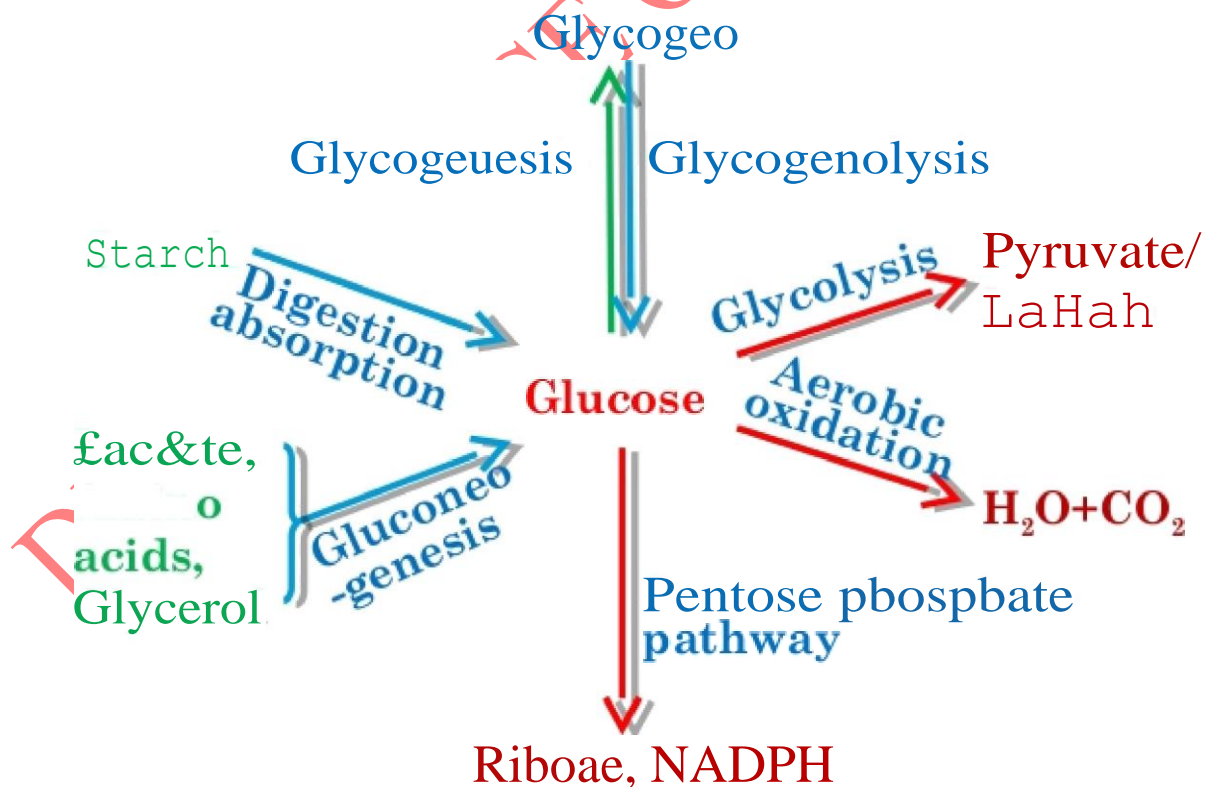 Glycogeo
Glycogeuesis
Glycogenolysis
Starch
Digestion
absorption
Glycolysis
Pyruvate/
LaHah
Glucose
Aerobic
oxidation
£ac&te,
o
acids,
Glycerol
Gluconeo
-genesis
H₂O+CO₂
Pentose pbospbate
pathway
Riboae, NADPH